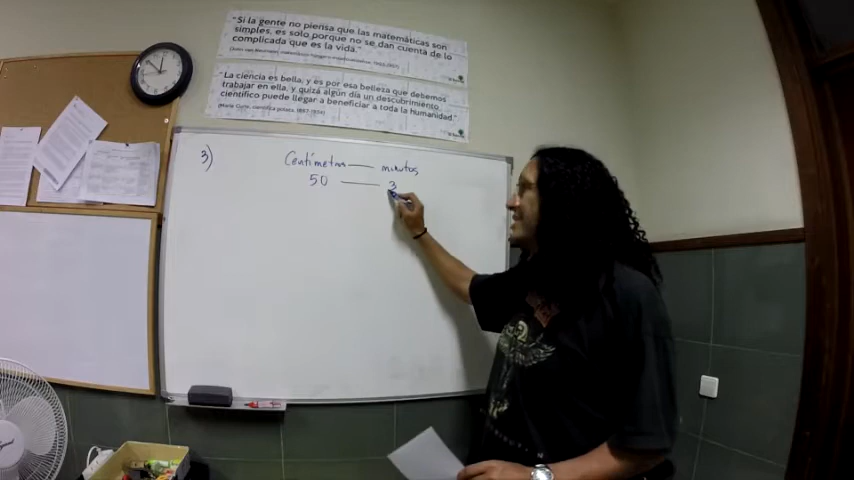 "Si la gente no piensa que las matemáticas son
simples, es solo porque no se dan cuenta de lo
complicada que es la vida."
"La ciencia es bella, y es por esa belleza que debemos
trabajar en ella, y quizá algún día un descubrimiento
científico puede llegar a beneficiar a toda la Humanidad."
3)
Centímetros — minutos
50 — 3